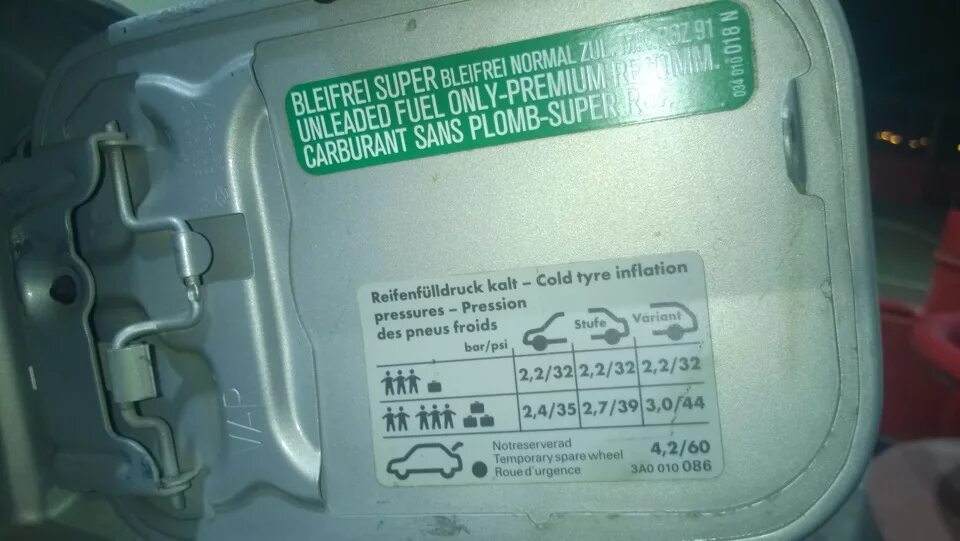 BLEIFREI SUPER BLEIFREI NORMAL ZUL. 91
UNLEADED FUEL ONLY-PREMIUM RECOMM.
CARBURANT SANS PLOMB-SUPER
034 010 018 N
Reifenfülldruck kalt – Cold tyre inflation
pressures – Pression
des pneus froids
bar/psi Stufe Variant
2,2/32 2,2/32 2,2/32
2,4/35 2,7/39 3,0/44
Notreserverad
Temporary spare wheel 4,2/60
Roue d'urgence 3A0 010 086